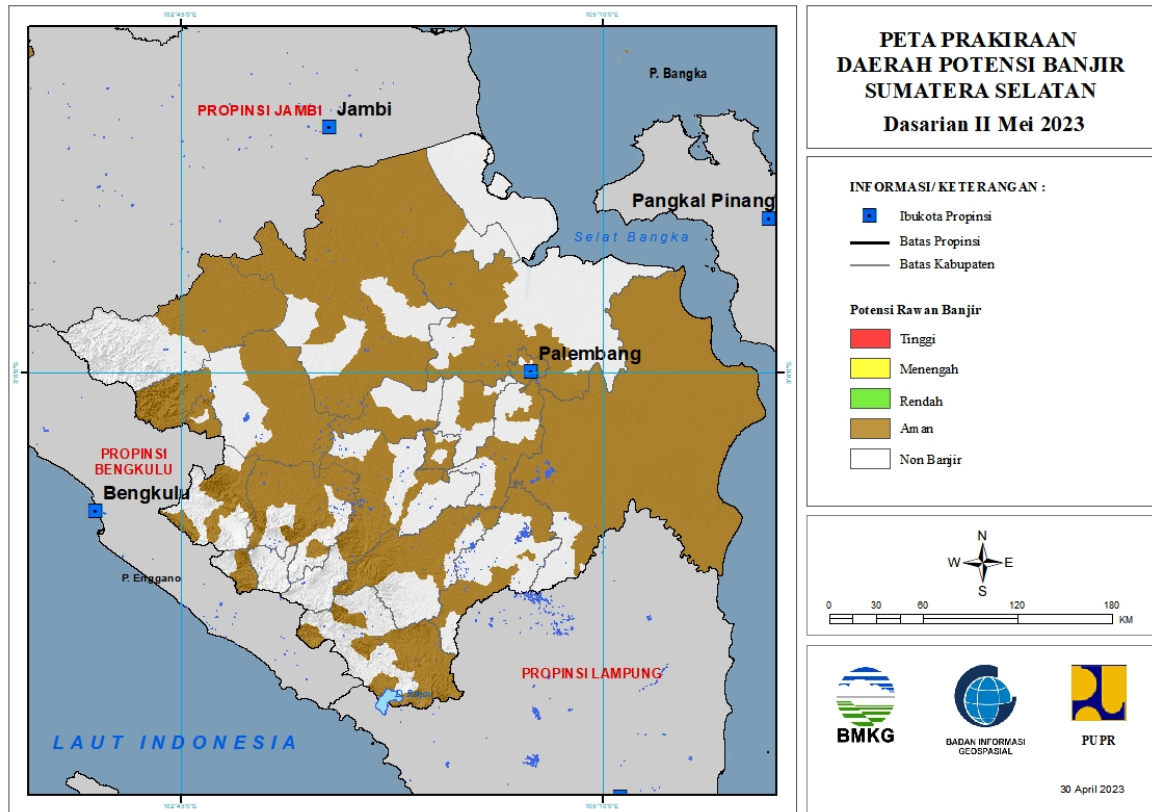 PETA PRAKIRAAN
DAERAH POTENSI BANJIR
SUMATERA SELATAN
Dasarian II Mei 2023
INFORMASI/ KETERANGAN :
Ibukota Propinsi
Batas Propinsi
Batas Kabupaten
Potensi Rawan Banjir
Tinggi
Menengah
Rendah
Aman
Non Banjir
N
W E
S
0 30 60 120 180
KM
BMKG
BADAN INFORMASI
GEOSPASIAL
PUPR
30 April 2023
P. Bangka
PROPINSI JAMBI
Jambi
Pangkal Pinang
Selat Bangka
Palembang
PROPINSI
BENGKULU
Bengkulu
P. Enggano
PROPINSI LAMPUNG
D. Ranau
LAUT INDONESIA